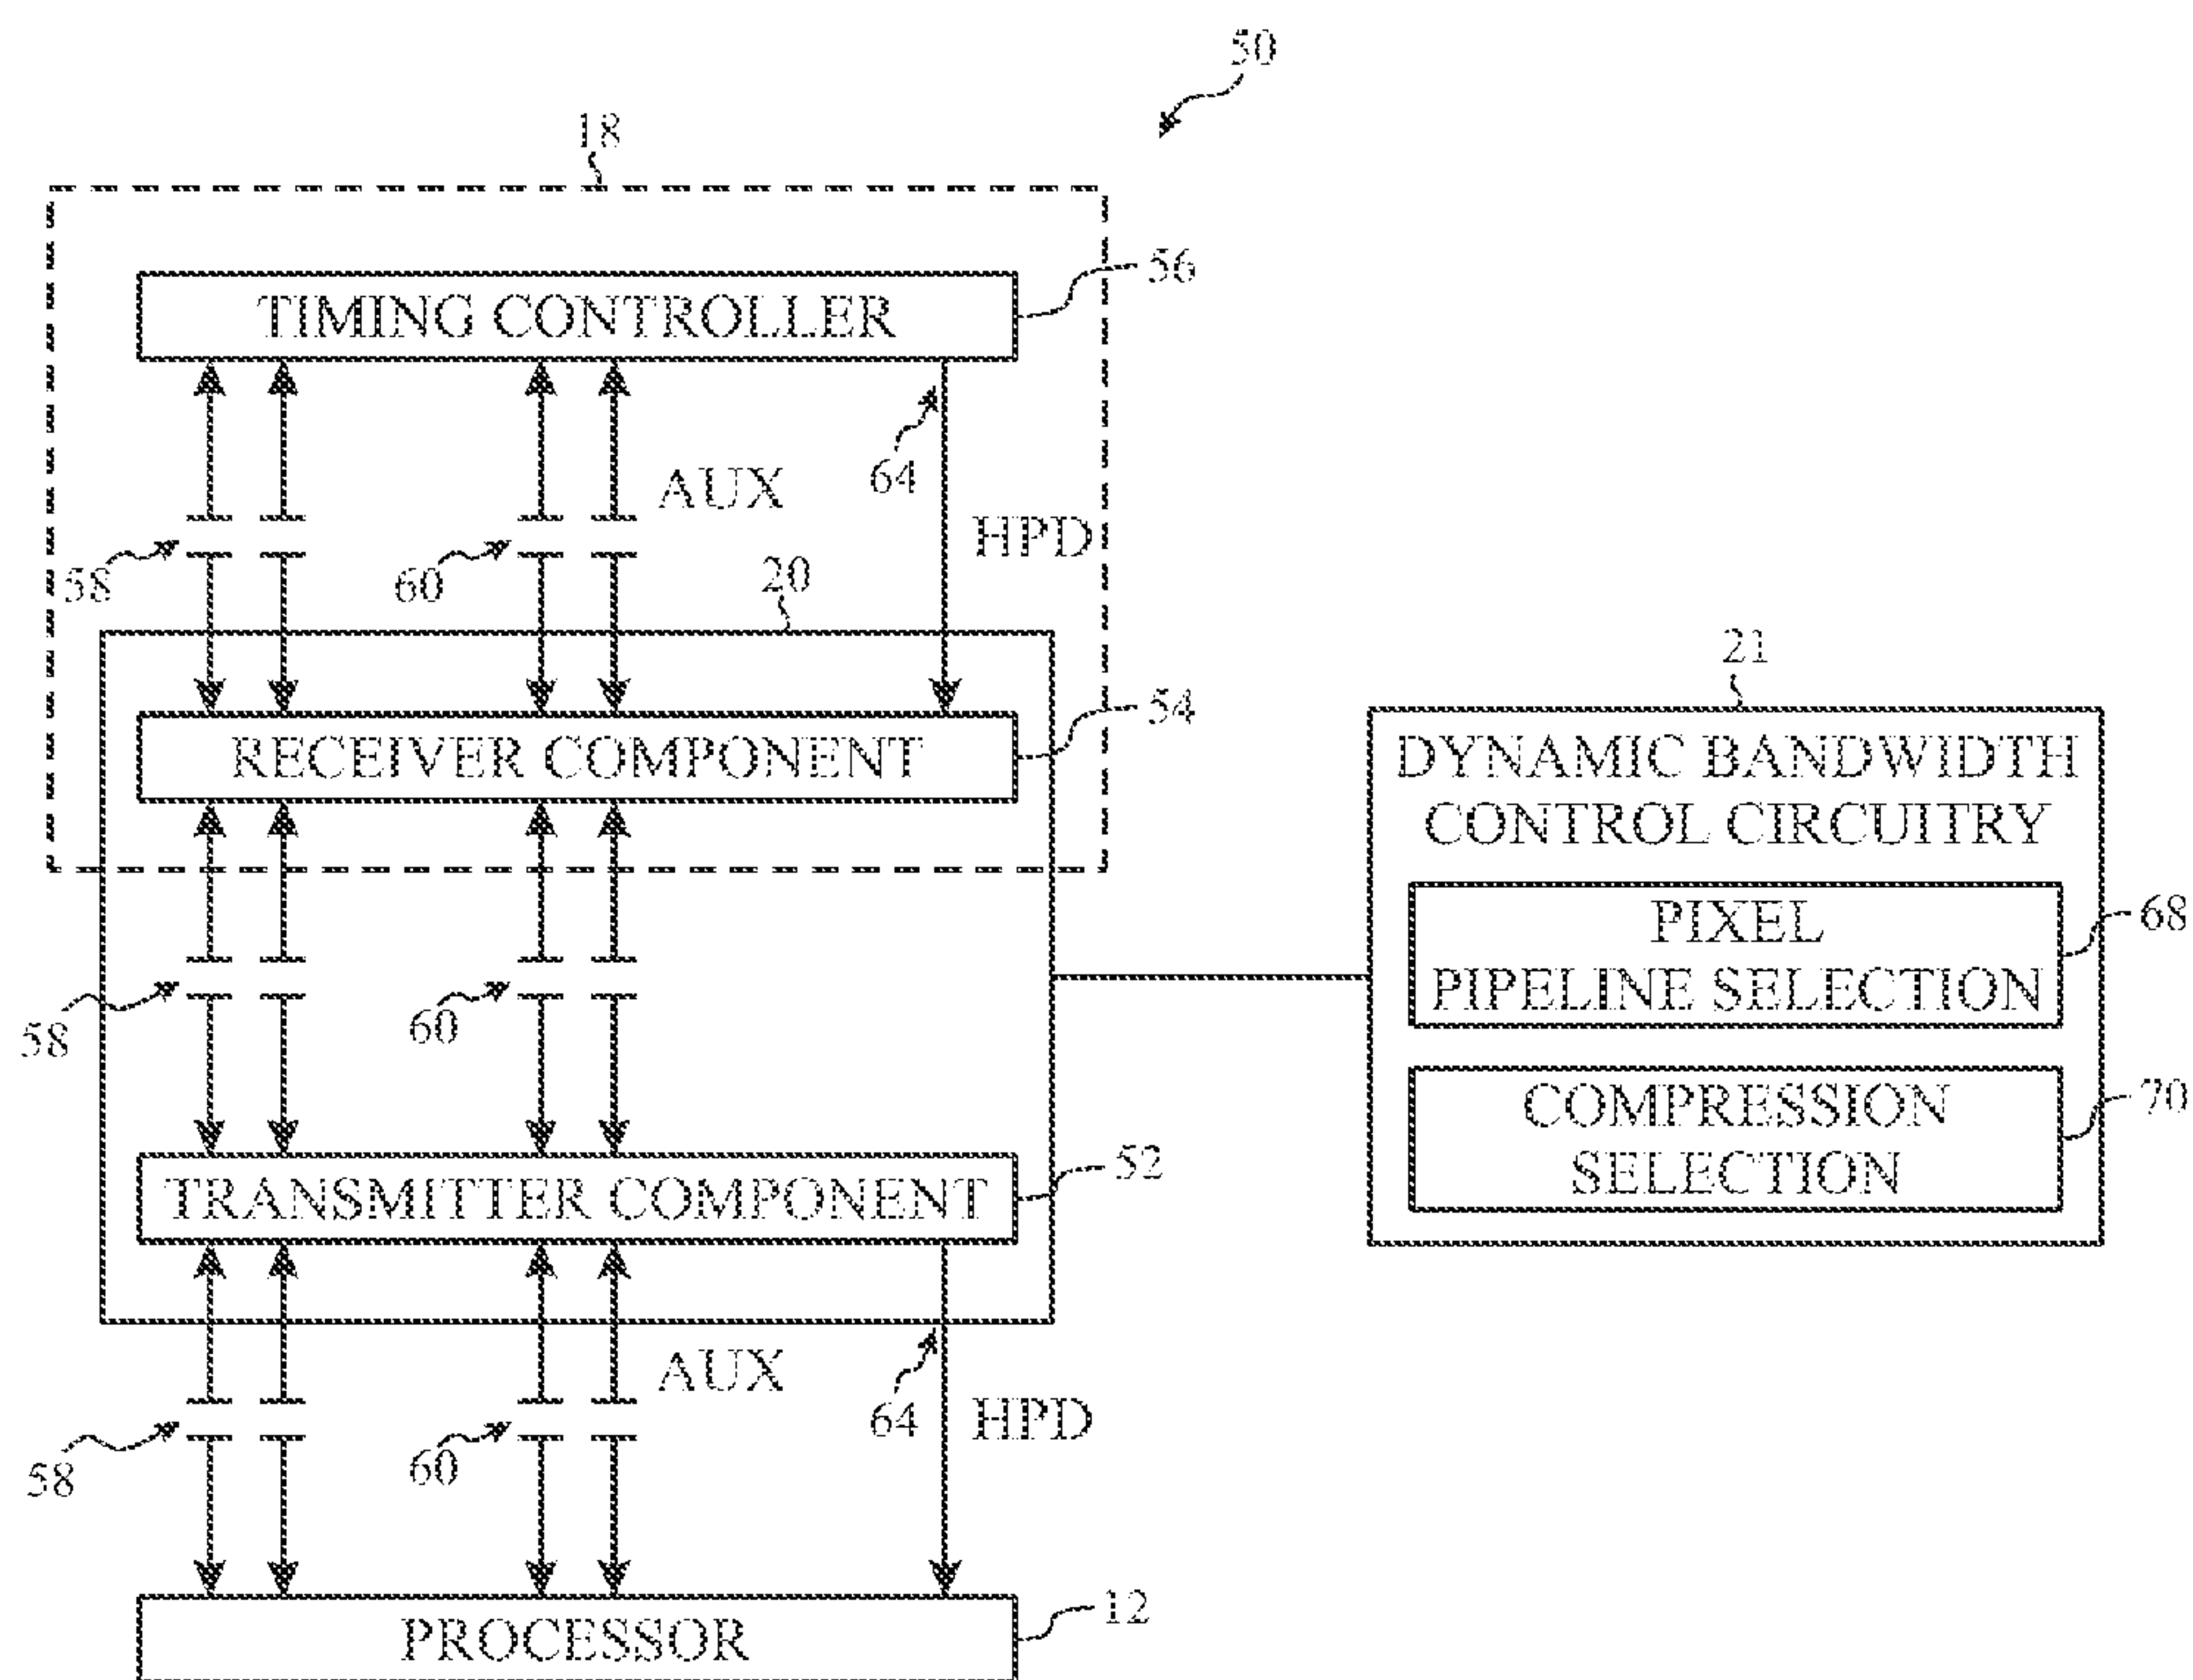 50
18
56
TIMING CONTROLLER
AUX
64
HPD
58
60
20
21
54
RECEIVER COMPONENT
DYNAMIC BANDWIDTH
CONTROL CIRCUITRY
68
PIXEL
PIPELINE SELECTION
58
60
70
COMPRESSION
SELECTION
52
TRANSMITTER COMPONENT
AUX
64
HPD
58
60
12
PROCESSOR